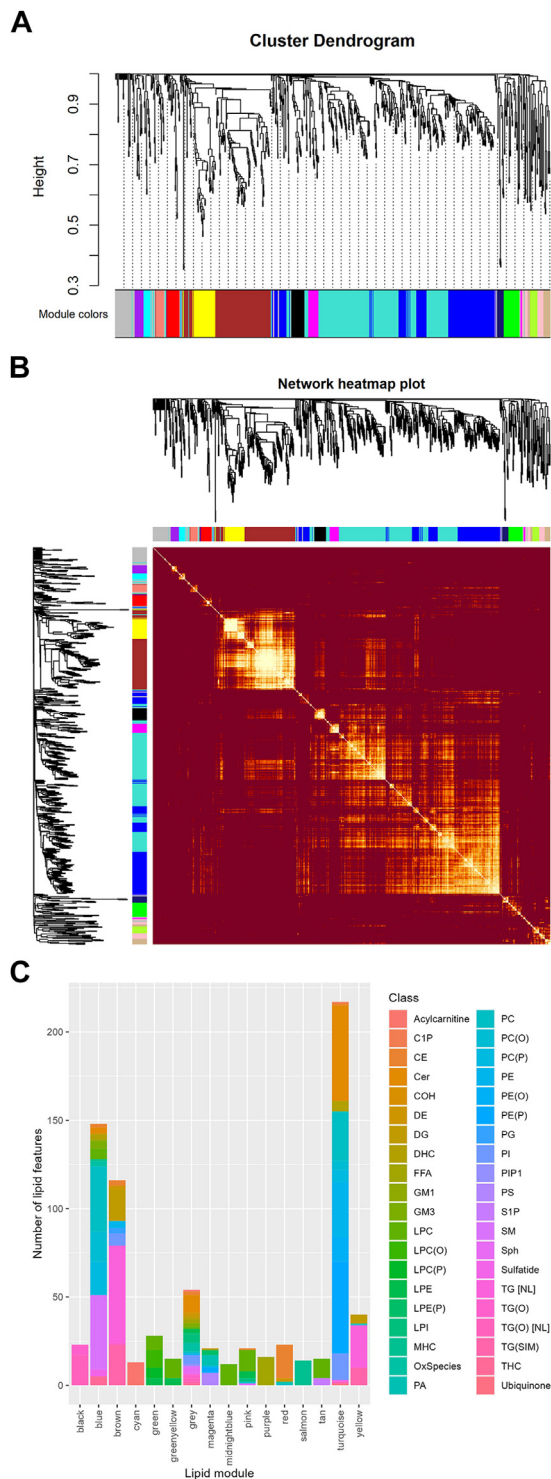 A
Cluster Dendrogram
Height
0.9
0.7
0.5
0.3
Module colors
B
Network heatmap plot
C
Number of lipid features
200
150
100
50
0
black
blue
brown
cyan
green
greenyellow
grey
magenta
midnightblue
pink
purple
red
salmon
tan
turquoise
yellow
Lipid module
Class
Acylcarnitine
C1P
CE
Cer
COH
DE
DG
DHC
FFA
GM1
GM3
LPC
LPC(O)
LPC(P)
LPE
LPE(P)
LPI
MHC
OxSpecies
PA
PC
PC(O)
PC(P)
PE
PE(O)
PE(P)
PG
PI
PIP1
PS
S1P
SM
Sph
Sulfatide
TG [NL]
TG(O)
TG(O) [NL]
TG(SIM)
THC
Ubiquinone